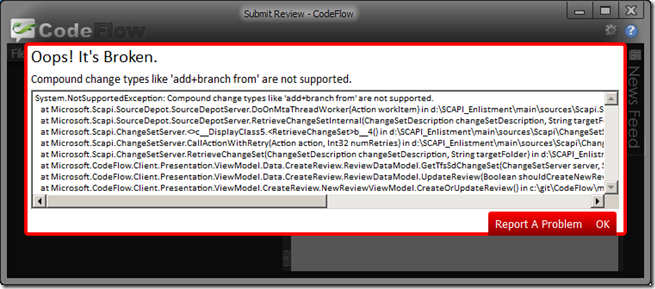 Submit Review - CodeFlow
CodeFlow
File
Oops! It's Broken.
Compound change types like 'add+branch from' are not supported.
System.NotSupportedException: Compound change types like 'add+branch from' are not supported.
at Microsoft.Scapi.SourceDepot.SourceDepotServer.DoOnMtaThreadWorker(Action workItem) in d:\SCAPI_Enlistment\main\sources\Scapi.S
at Microsoft.Scapi.SourceDepot.SourceDepotServer.RetrieveChangeSetInternal(ChangeSetDescription changeSetDescription, String targetF
at Microsoft.Scapi.ChangeSetServer.<>c__DisplayClass5.<RetrieveChangeSet>b__4() in d:\SCAPI_Enlistment\main\sources\Scapi\ChangeS
at Microsoft.Scapi.ChangeSetServer.CallActionWithRetry(Action action, Int32 numRetries) in d:\SCAPI_Enlistment\main\sources\Scapi\Chang
at Microsoft.Scapi.ChangeSetServer.RetrieveChangeSet(ChangeSetDescription changeSetDescription, String targetFolder) in d:\SCAPI_Enlistm
at Microsoft.CodeFlow.Client.Presentation.ViewModel.Data.CreateReview.ReviewDataModel.GetTfsSdChangeSet(ChangeSetServer server, S
at Microsoft.CodeFlow.Client.Presentation.ViewModel.Data.CreateReview.ReviewDataModel.UpdateReview(Boolean shouldCreateNewRev
at Microsoft.CodeFlow.Client.Presentation.ViewModel.CreateReview.NewReviewViewModel.CreateOrUpdateReview() in c:\git\CodeFlow\m
Report A Problem
OK
News Feed